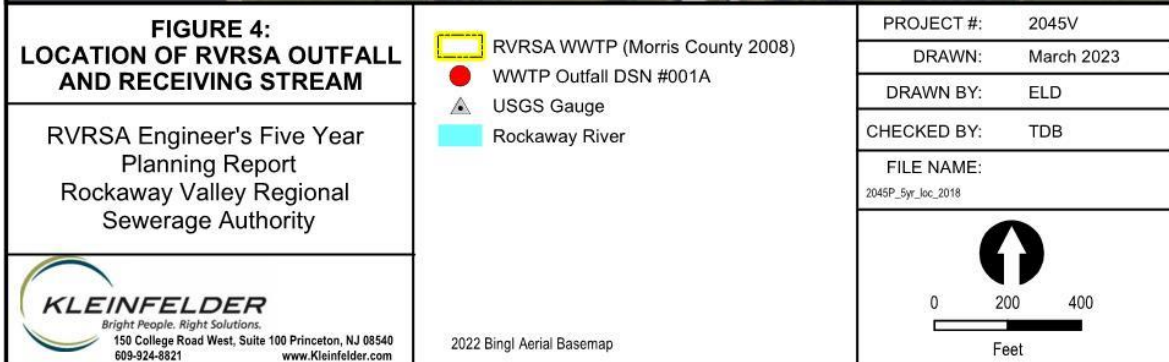 FIGURE 4:
LOCATION OF RVRSA OUTFALL
AND RECEIVING STREAM
RVRSA Engineer's Five Year
Planning Report
Rockaway Valley Regional
Sewerage Authority
KLEINFELDER
Bright People. Right Solutions.
150 College Road West, Suite 100 Princeton, NJ 08540
609-924-8821 www.Kleinfelder.com
RVRSA WWTP (Morris County 2008)
WWTP Outfall DSN #001A
USGS Gauge
Rockaway River
2022 Bingl Aerial Basemap
PROJECT #: 2045V
DRAWN: March 2023
DRAWN BY: ELD
CHECKED BY: TDB
FILE NAME:
2045P_5yr_loc_2018
0 200 400
Feet